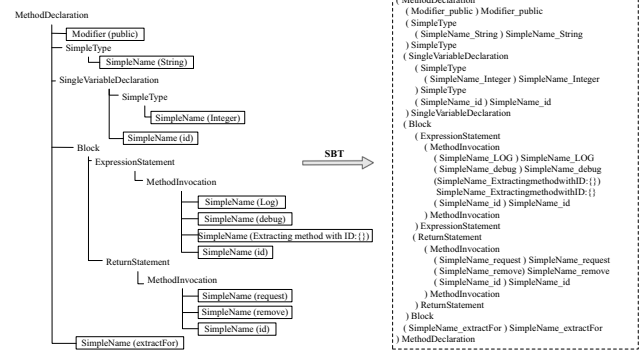 MethodDeclaration
Modifier (public)
SimpleType
SimpleName (String)
SingleVariableDeclaration
SimpleType
SimpleName (Integer)
SimpleName (id)
Block
ExpressionStatement
MethodInvocation
SimpleName (Log)
SimpleName (debug)
SimpleName (Extracting method with ID:{})
SimpleName (id)
ReturnStatement
MethodInvocation
SimpleName (request)
SimpleName (remove)
SimpleName (id)
SimpleName (extractFor)
SBT
( MethodDeclaration
( Modifier_public ) Modifier_public
( SimpleType
( SimpleName_String ) SimpleName_String
) SimpleType
( SingleVariableDeclaration
( SimpleType
( SimpleName_Integer ) SimpleName_Integer
) SimpleType
( SimpleName_id ) SimpleName_id
) SingleVariableDeclaration
( Block
( ExpressionStatement
( MethodInvocation
( SimpleName_LOG ) SimpleName_LOG
( SimpleName_debug ) SimpleName_debug
(SimpleName_ExtractingmethodwithID:{})
SimpleName_ExtractingmethodwithID:{}
( SimpleName_id ) SimpleName_id
) MethodInvocation
) ExpressionStatement
( ReturnStatement
( MethodInvocation
( SimpleName_request ) SimpleName_request
( SimpleName_remove) SimpleName_remove
( SimpleName_id ) SimpleName_id
) MethodInvocation
) ReturnStatement
) Block
( SimpleName_extractFor ) SimpleName_extractFor
) MethodDeclaration